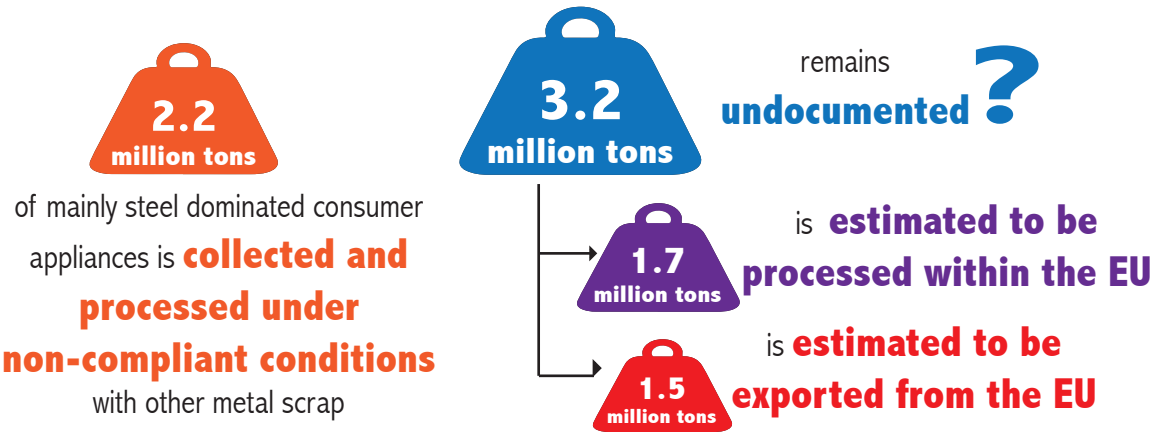 2.2
million tons
of mainly steel dominated consumer
appliances is collected and
processed under
non-compliant conditions
with other metal scrap
3.2
million tons
remains
undocumented ?
1.7
million tons
is estimated to be
processed within the EU
1.5
million tons
is estimated to be
exported from the EU